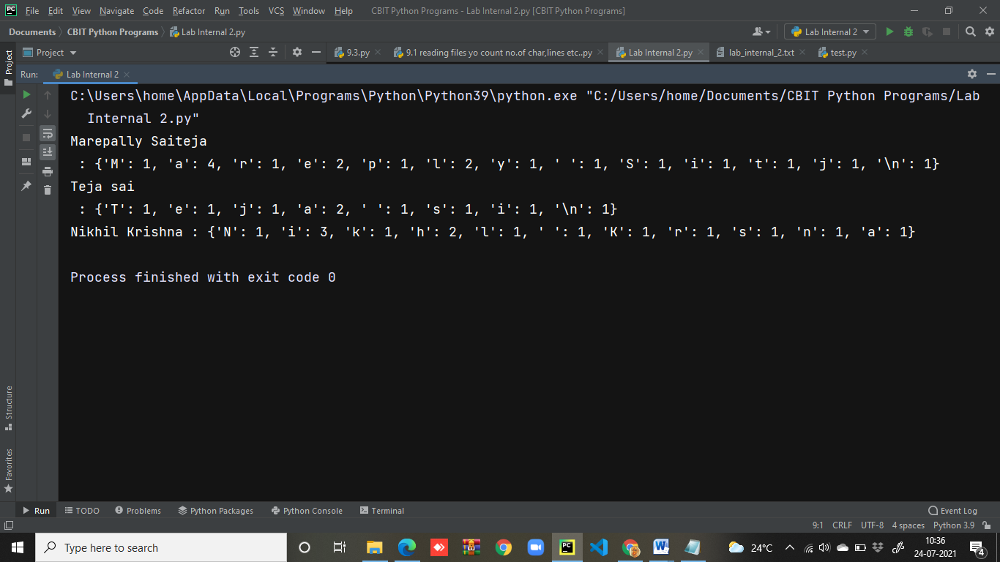 PC File Edit View Navigate Code Refactor Run Tools VCS Window Help CBIT Python Programs - Lab Internal 2.py [CBIT Python Programs]
Documents CBIT Python Programs Lab Internal 2.py Lab Internal 2
Project Project 9.3.py 9.1 reading files yo count no.of char,lines etc..py Lab Internal 2.py lab_internal_2.txt test.py
Run: Lab Internal 2
C:\Users\home\AppData\Local\Programs\Python\Python39\python.exe "C:/Users/home/Documents/CBIT Python Programs/Lab
Internal 2.py"
Marepally Saiteja
: {'M': 1, 'a': 4, 'r': 1, 'e': 2, 'p': 1, 'l': 2, 'y': 1, ' ': 1, 'S': 1, 'i': 1, 't': 1, 'j': 1, '\n': 1}
Teja sai
: {'T': 1, 'e': 1, 'j': 1, 'a': 2, ' ': 1, 's': 1, 'i': 1, '\n': 1}
Nikhil Krishna : {'N': 1, 'i': 3, 'k': 1, 'h': 2, 'l': 1, ' ': 1, 'K': 1, 'r': 1, 's': 1, 'n': 1, 'a': 1}
Process finished with exit code 0
Structure
Favorites
Run TODO Problems Python Packages Python Console Terminal Event Log
9:1 CRLF UTF-8 4 spaces Python 3.9
Type here to search PC W 24°C 10:36
24-07-2021 4